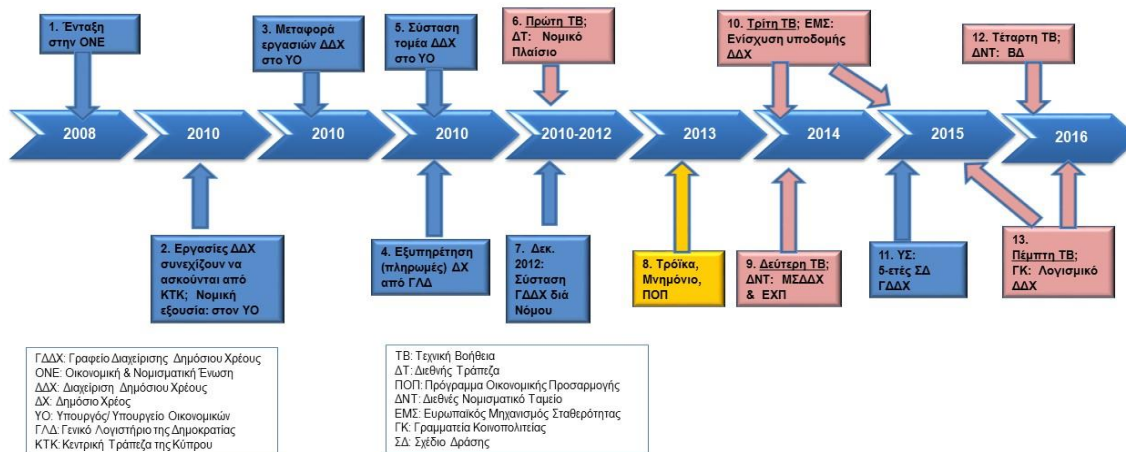 1. Ένταξη
στην ΟΝΕ
3. Μεταφορά
εργασιών ΔΔΧ
στο ΥΟ
5. Σύσταση
τομέα ΔΔΧ
στο ΥΟ
6. Πρώτη ΤΒ;
ΔΤ: Νομικό
Πλαίσιο
10. Τρίτη ΤΒ; ΕΜΣ:
Ενίσχυση υποδομής
ΔΔΧ
12. Τέταρτη ΤΒ;
ΔΝΤ: ΒΔ
2008
2010
2010
2010
2010-2012
2013
2014
2015
2016
2. Εργασίες ΔΔΧ
συνεχίζουν να
ασκούνται από
ΚΤΚ; Νομική
εξουσια: στον ΥΟ
4. Εξυπηρέτηση
(πληρωμές) ΔΧ
από ΓΛΔ
7. Δεκ.
2012:
Σύσταση
ΓΔΔΧ διά
Νόμου
8. Τρόϊκα,
Μνημόνιο,
ΠΟΠ
9. Δεύτερη ΤΒ;
ΔΝΤ: ΜΣΔΔΧ
& ΕΧΠ
11. ΥΣ:
5-ετές ΣΔ
ΓΔΔΧ
13.
Πέμπτη ΤΒ;
ΓΚ: Λογισμικό
ΔΔΧ
ΓΔΔΧ: Γραφείο Διαχείρισης Δημόσιου Χρέους
ΟΝΕ: Οικονομική & Νομισματική Ένωση
ΔΔΧ: Διαχείριση Δημόσιου Χρέους
ΔΧ: Δημόσιο Χρέος
ΥΟ: Υπουργός/ Υπουργείο Οικονομικών
ΓΛΔ: Γενικό Λογιστήριο της Δημοκρατίας
ΚΤΚ: Κεντρική Τράπεζα της Κύπρου
ΤΒ: Τεχνική Βοήθεια
ΔΤ: Διεθνής Τράπεζα
ΠΟΠ: Πρόγραμμα Οικονομικής Προσαρμογής
ΔΝΤ: Διεθνές Νομισματικό Ταμείο
ΕΜΣ: Ευρωπαϊκός Μηχανισμός Σταθερότητας
ΓΚ: Γραμματεία Κοινοπολιτείας
ΣΔ: Σχέδιο Δράσης